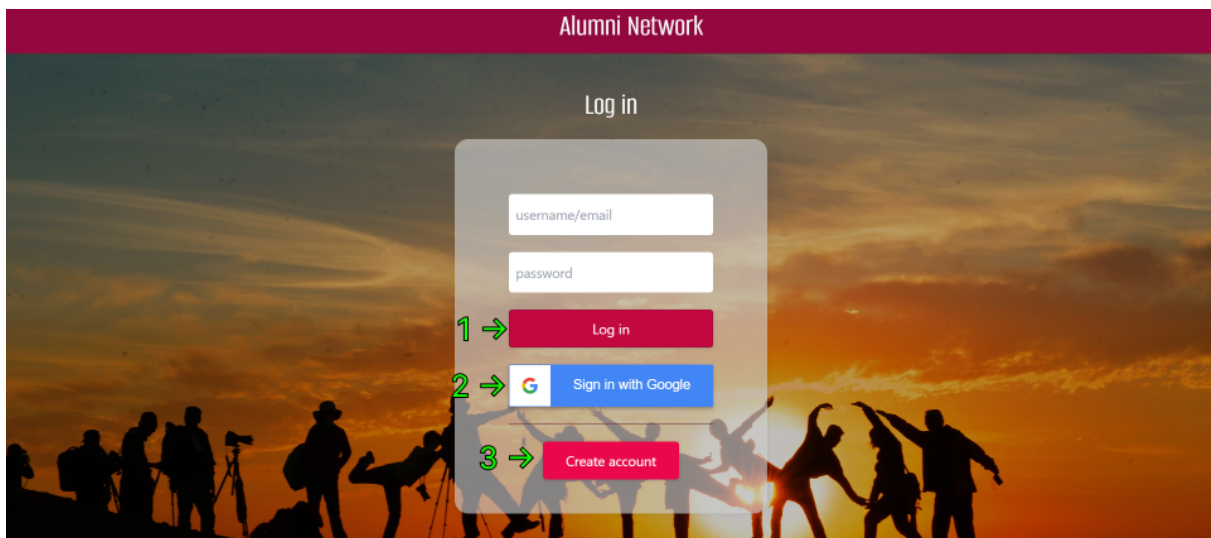 Alumni Network
Log in
username/email
password
1 → Log in
2 → G Sign in with Google
3 → Create account